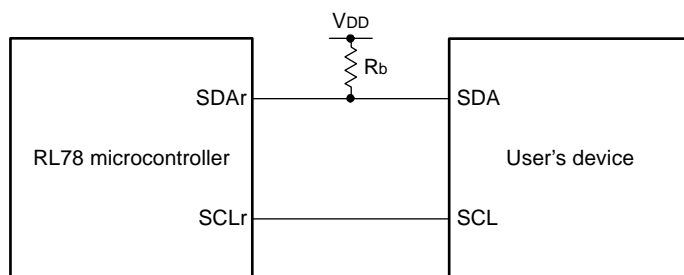 VDD
Rb
SDAr
SDA
RL78 microcontroller
User's device
SCLr
SCL